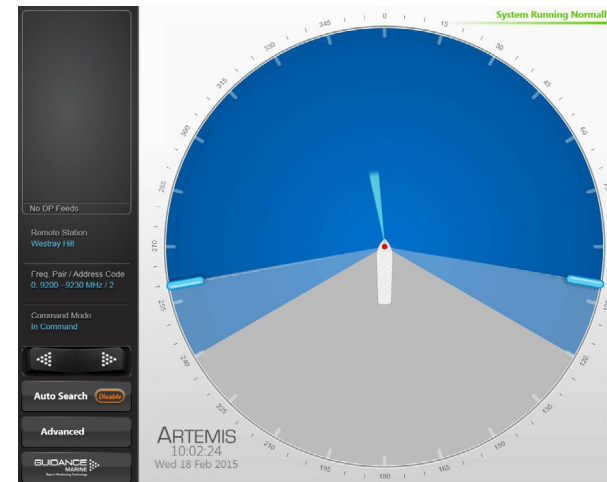 System Running Normall
No DP Feeds
Remote Station
Westray Hill
Freq. Pair / Address Code
0: 9200 - 9230 MHz / 2
Command Mode
In Command
Auto Search Disable
Advanced
GUIDANCE
MARINE
345
0
15
30
45
60
120
135
150
180
195
210
225
240
255
270
285
300
315
330
ARTEMIS
10:02:24
Wed 18 Feb 2015